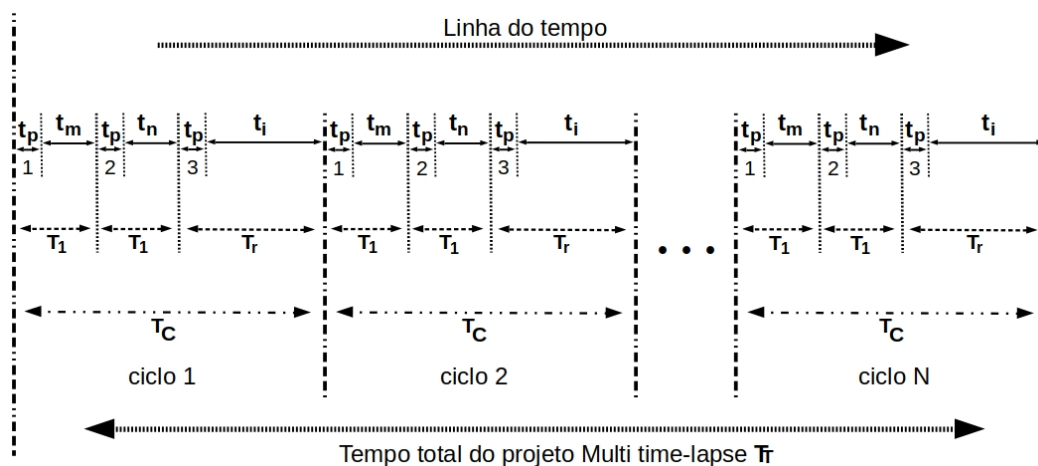 Linha do tempo
tp tm tp tn tp ti tp tm tp tn tp ti tp tm tp tn tp ti
1 2 3 1 2 3 1 2 3
T1 T1 Tr T1 T1 Tr T1 T1 Tr
• • •
TC TC TC
ciclo 1 ciclo 2 ciclo N
Tempo total do projeto Multi time-lapse TT